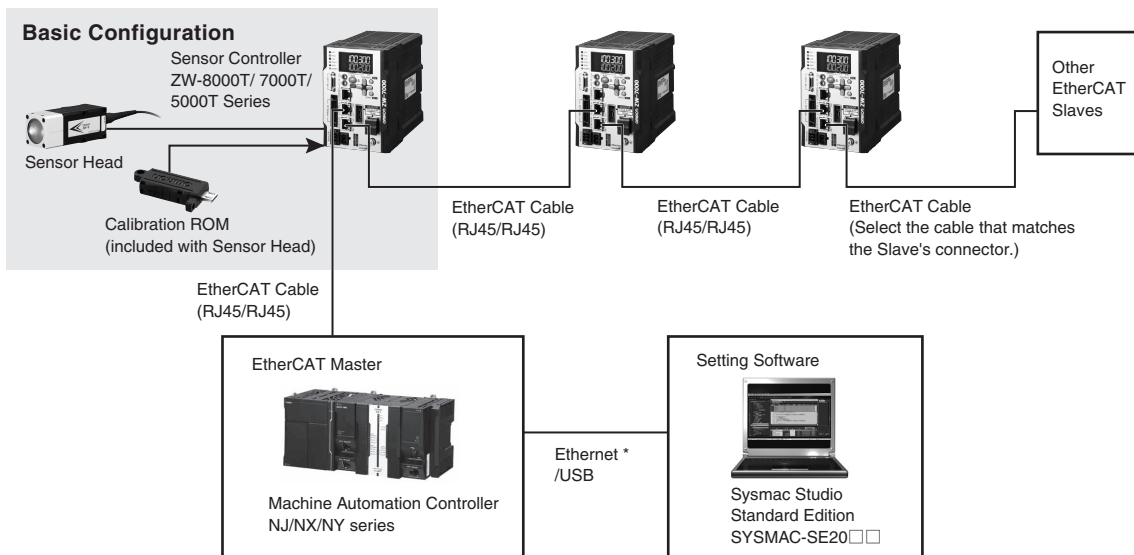 Basic Configuration
Sensor Controller
ZW-8000T/ 7000T/
5000T Series
Sensor Head
Calibration ROM
(included with Sensor Head)
EtherCAT Cable
(RJ45/RJ45)
EtherCAT Cable
(RJ45/RJ45)
EtherCAT Cable
(Select the cable that matches
the Slave's connector.)
Other
EtherCAT
Slaves
EtherCAT Cable
(RJ45/RJ45)
EtherCAT Master
Machine Automation Controller
NJ/NX/NY series
Ethernet *
/USB
Setting Software
Sysmac Studio
Standard Edition
SYSMAC-SE20□□